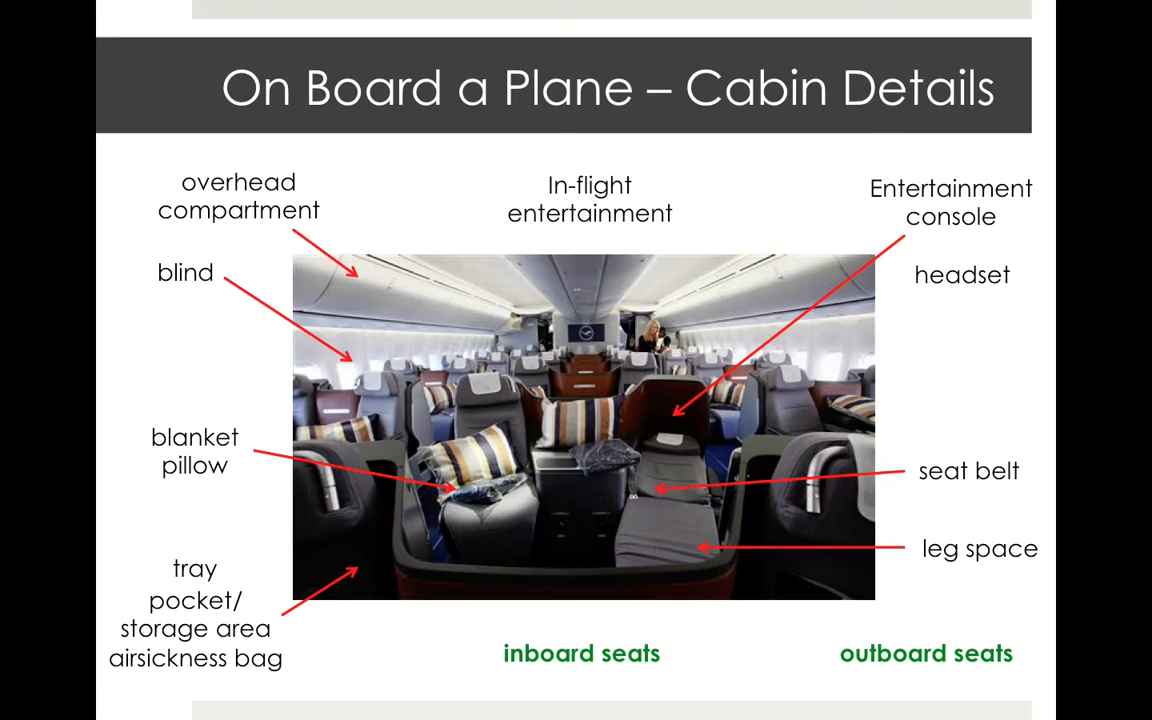 On Board a Plane – Cabin Details
overhead
compartment
In-flight
entertainment
Entertainment
console
blind
headset
blanket
pillow
seat belt
leg space
tray
pocket/
storage area
airsickness bag
inboard seats
outboard seats